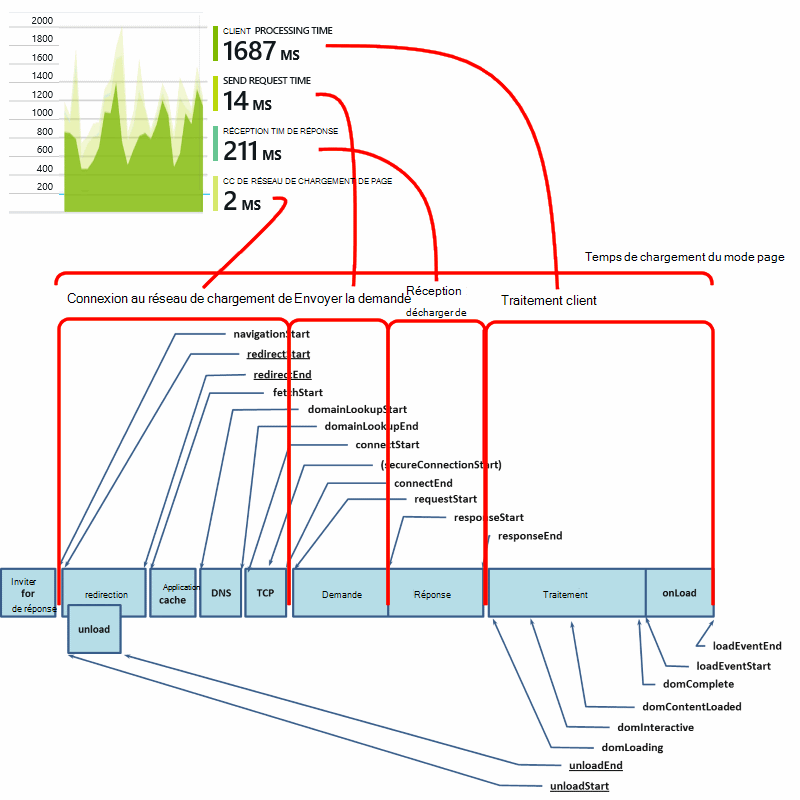 2000
1800
1600
1400
1200
1000
800
600
400
200
CLIENT PROCESSING TIME
1687 MS
SEND REQUEST TIME
14 MS
RÉCEPTION TIM DE RÉPONSE
211 MS
CC DE RÉSEAU DE CHARGEMENT DE PAGE
2 MS
Temps de chargement du mode page
Connexion au réseau de chargement de
Envoyer la demande
Réception
décharger de
Traitement client
navigationStart
redirectStart
redirectEnd
fetchStart
domainLookupStart
domainLookupEnd
connectStart
(secureConnectionStart)
connectEnd
requestStart
responseStart
responseEnd
Inviter
for
de réponse
redirection
Application
cache
DNS
TCP
Demande
Réponse
Traitement
onLoad
unload
loadEventEnd
loadEventStart
domComplete
domContentLoaded
domInteractive
domLoading
unloadEnd
unloadStart